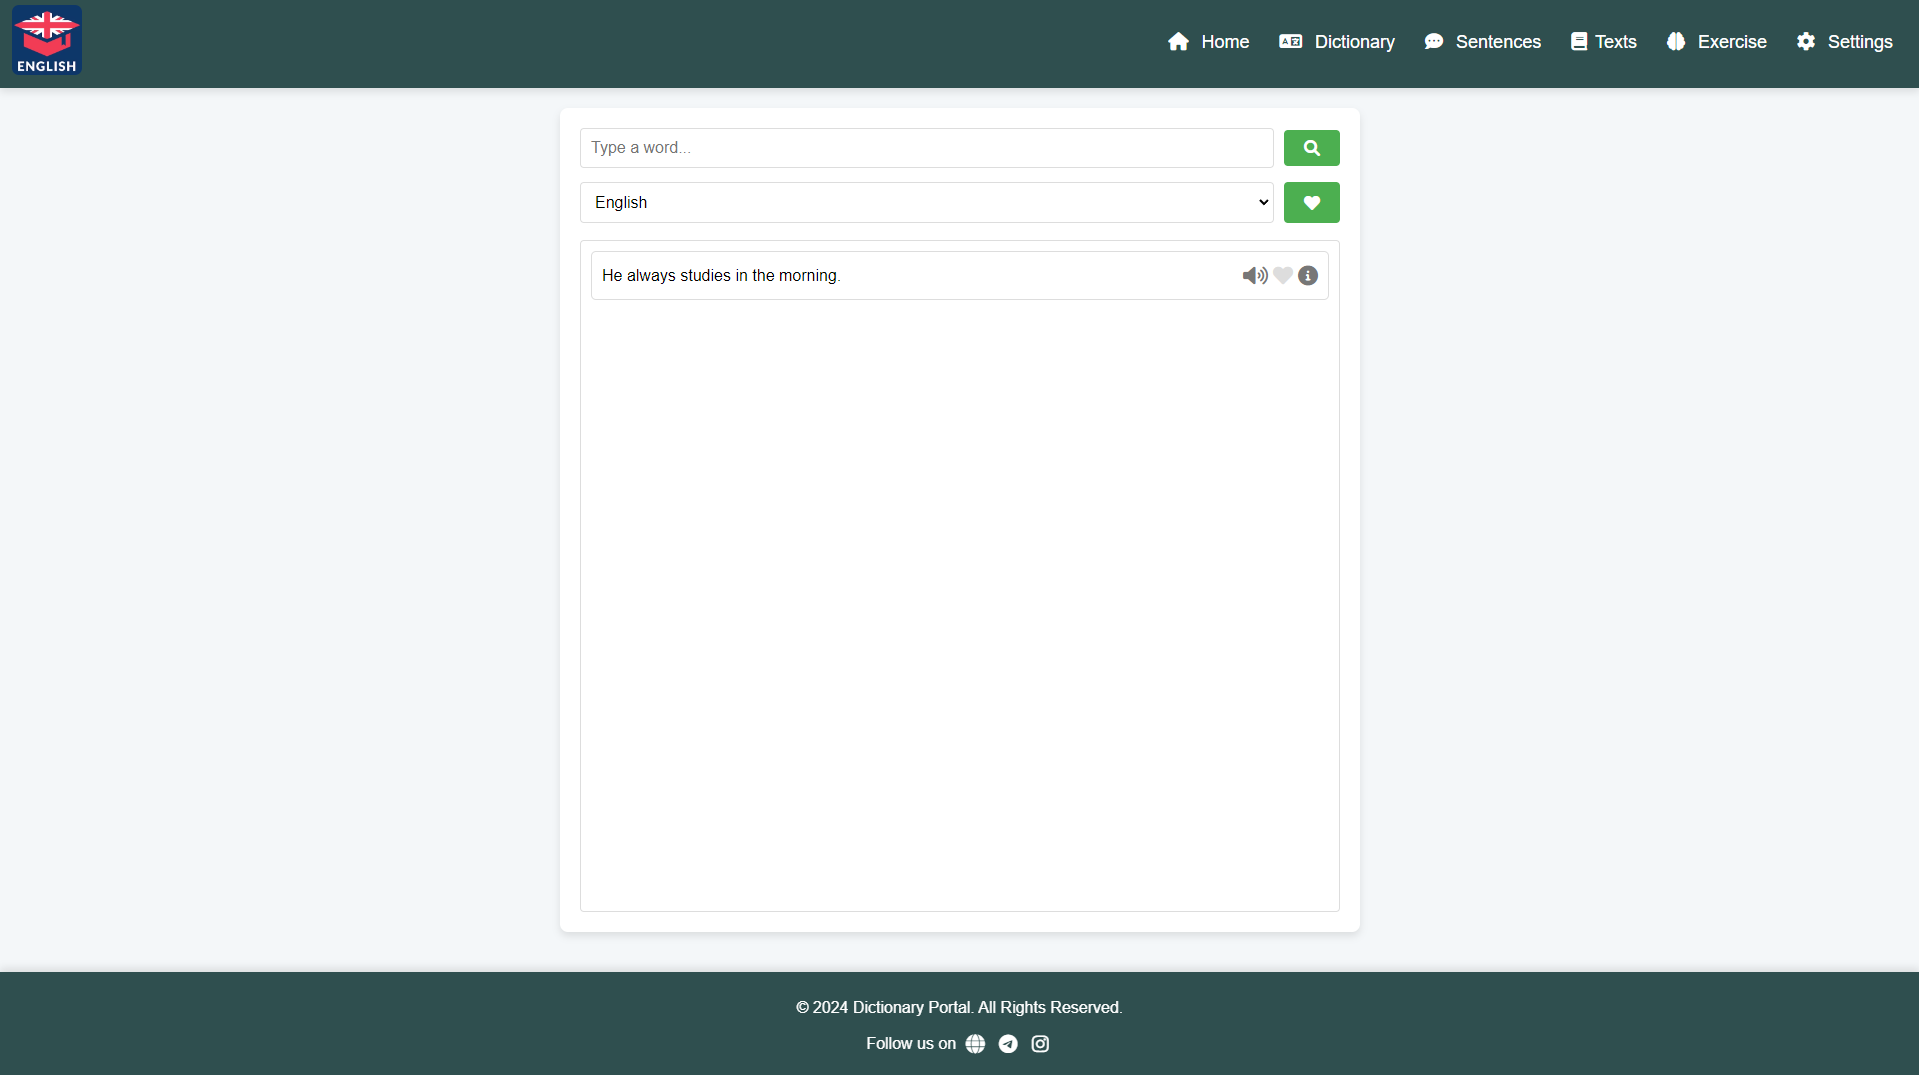 ENGLISH
Home Dictionary Sentences Texts Exercise Settings
Type a word...
English
He always studies in the morning.
© 2024 Dictionary Portal. All Rights Reserved.
Follow us on